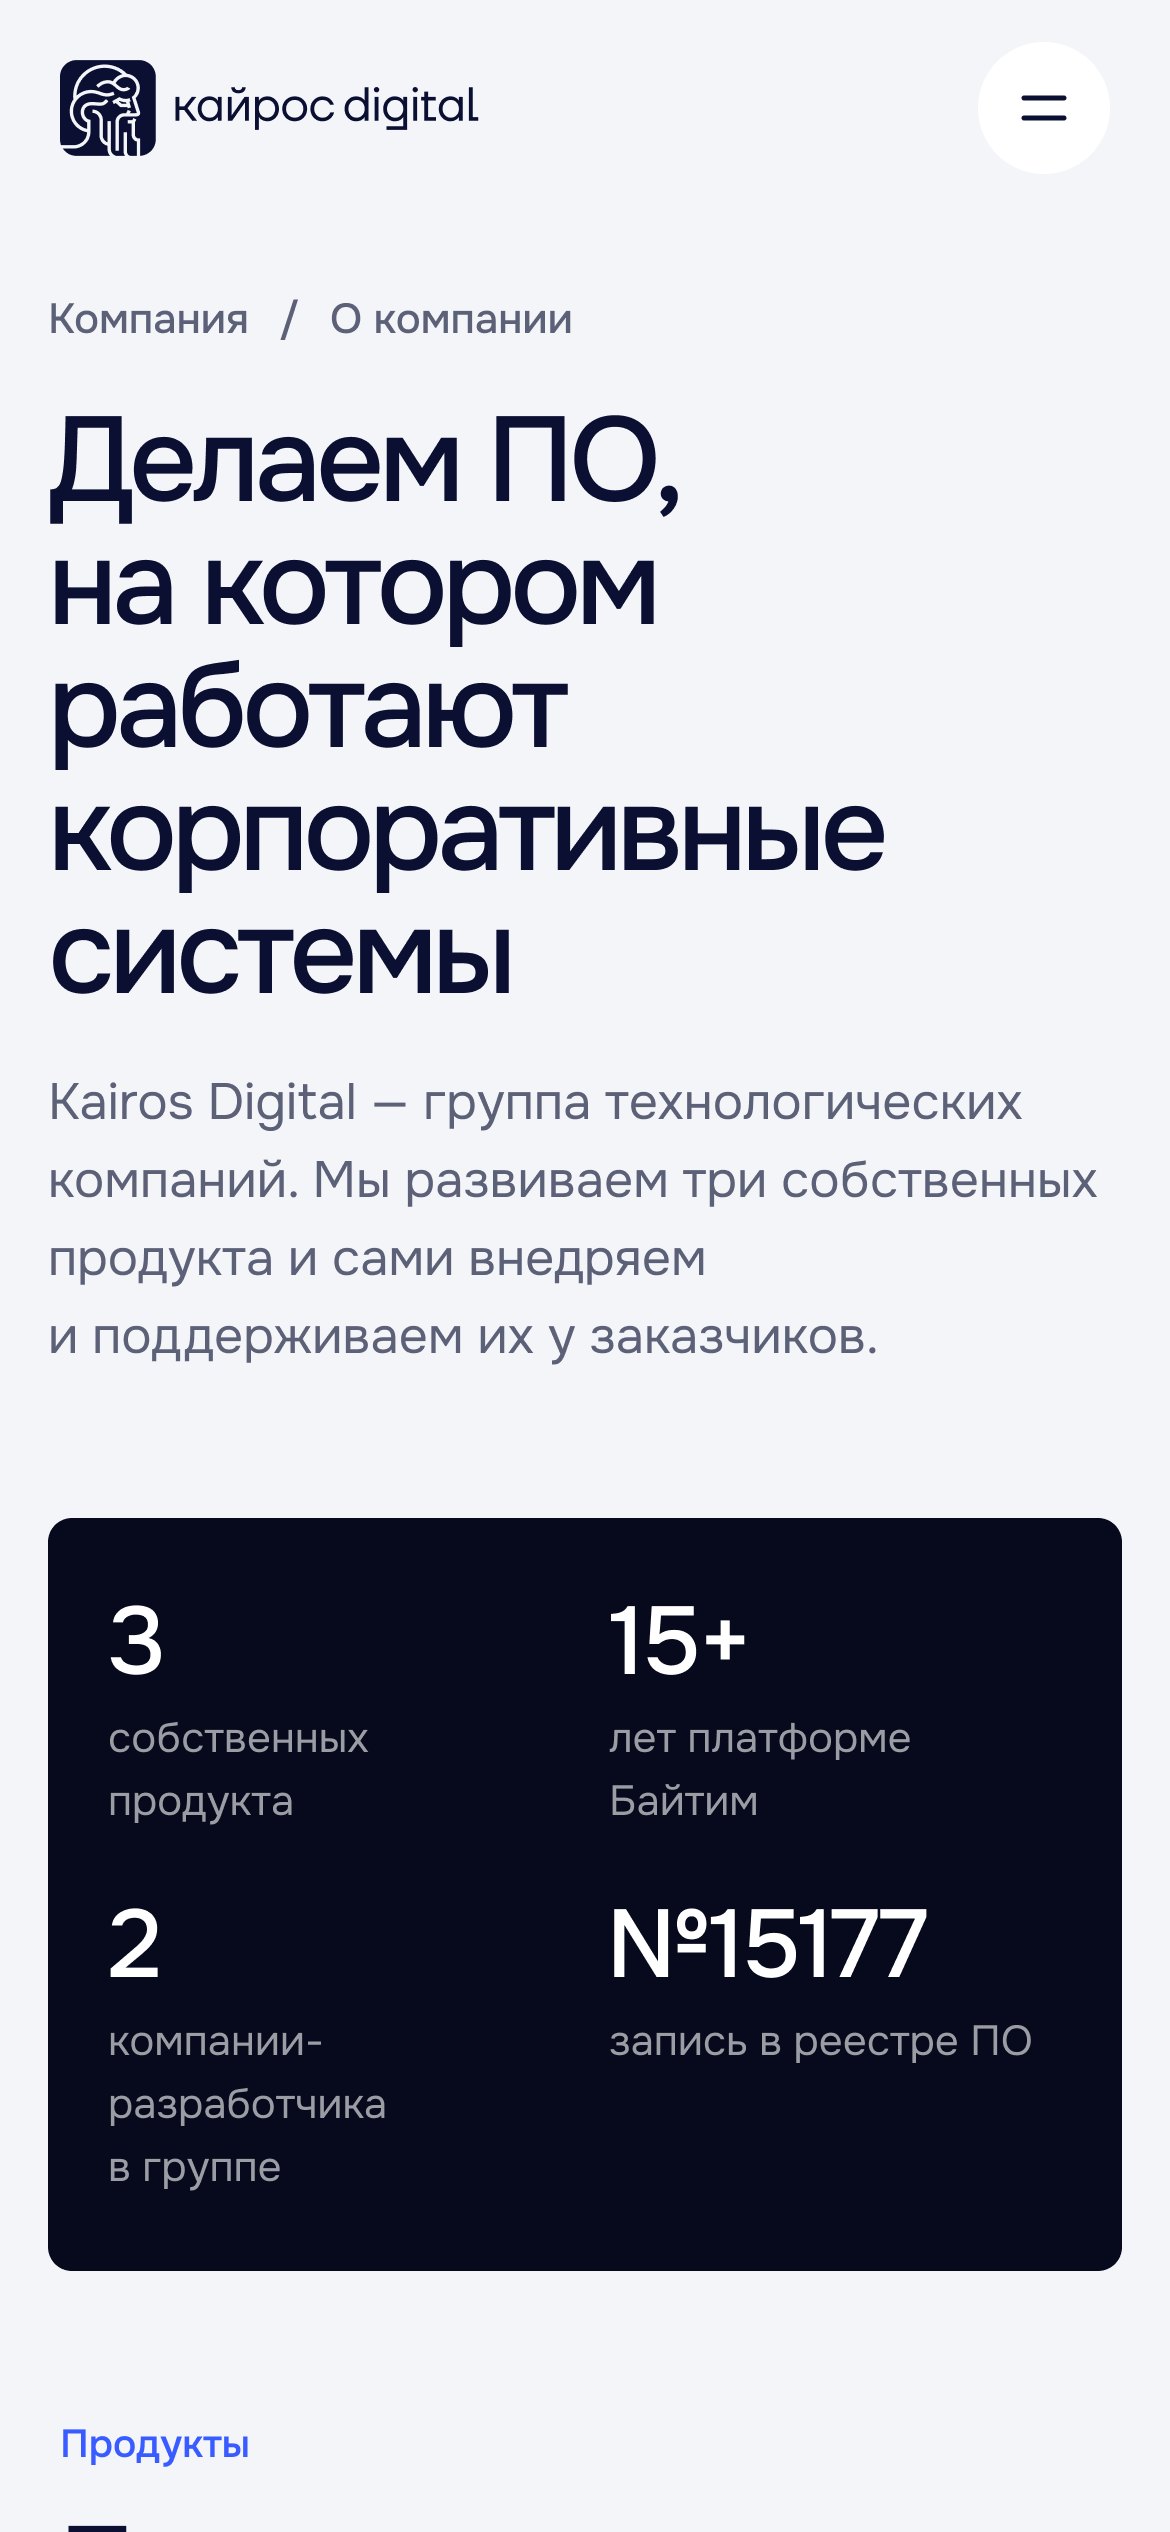 кайрос digital
Компания / О компании
Делаем ПО,
на котором
работают
корпоративные
системы
Kairos Digital — группа технологических
компаний. Мы развиваем три собственных
продукта и сами внедряем
и поддерживаем их у заказчиков.
3
собственных
продукта
15+
лет платформе
Байтим
2
компании-
разработчика
в группе
№15177
запись в реестре ПО
Продукты